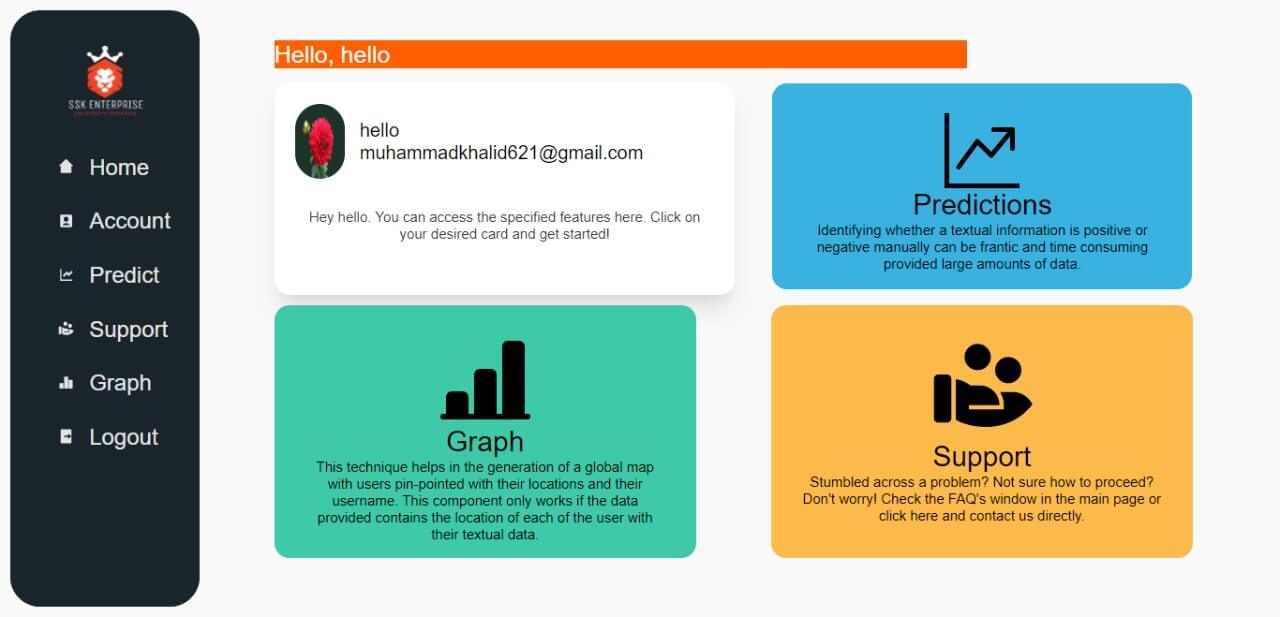 SSK ENTERPRISE
Home
Account
Predict
Support
Graph
Logout
Hello, hello
hello
muhammadkhalid621@gmail.com
Hey hello. You can access the specified features here. Click on
your desired card and get started!
Predictions
Identifying whether a textual information is positive or
negative manually can be frantic and time consuming
provided large amounts of data.
Graph
This technique helps in the generation of a global map
with users pin-pointed with their locations and their
username. This component only works if the data
provided contains the location of each of the user with
their textual data.
Support
Stumbled across a problem? Not sure how to proceed?
Don't worry! Check the FAQ's window in the main page or
click here and contact us directly.